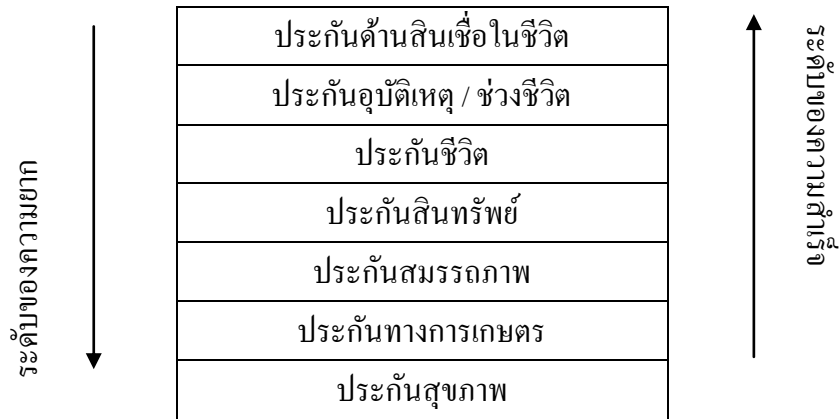 ประกันด้านสินเชื่อในชีวิต
ประกันอุบัติเหตุ / ช่วงชีวิต
ประกันชีวิต
ประกันสินทรัพย์
ประกันสมรรถภาพ
ประกันทางการเกษตร
ประกันสุขภาพ
ระดับของความยาก
ระดับของความสำเร็จ